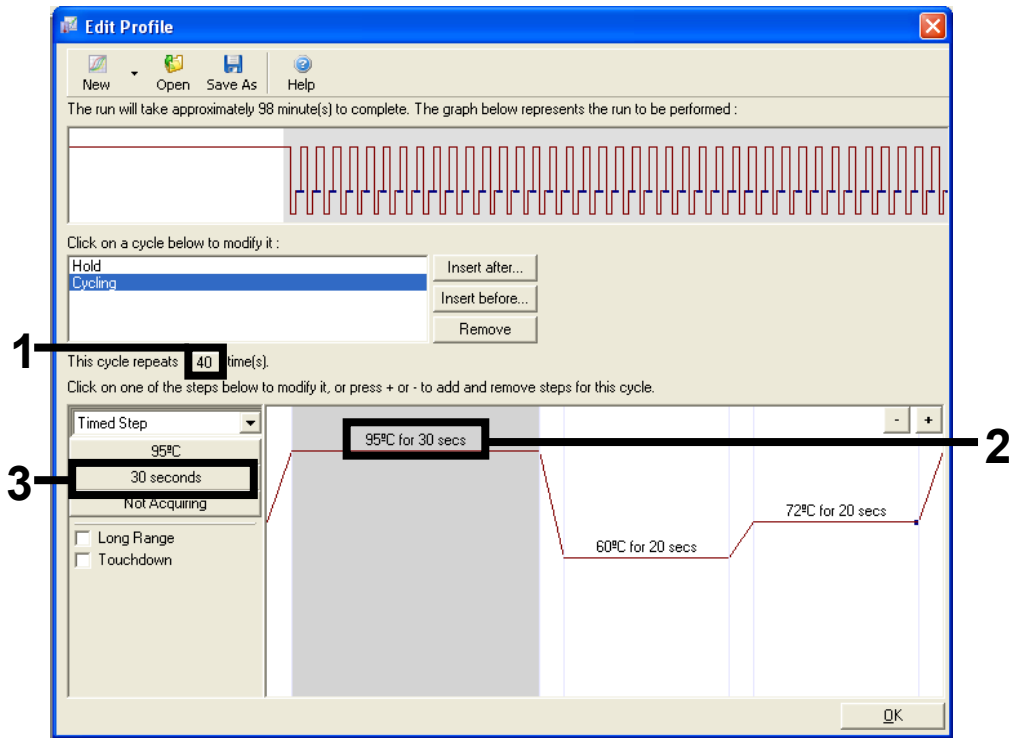 Edit Profile
New Open Save As Help
The run will take approximately 98 minute(s) to complete. The graph below represents the run to be performed :
Click on a cycle below to modify it :
Hold
Cycling
Insert after...
Insert before...
Remove
1
This cycle repeats 40 time(s).
Click on one of the steps below to modify it, or press + or - to add and remove steps for this cycle.
Timed Step
- +
95ºC
95ºC for 30 secs
2
3
30 seconds
Not Acquiring
72ºC for 20 secs
Long Range
60ºC for 20 secs
Touchdown
OK